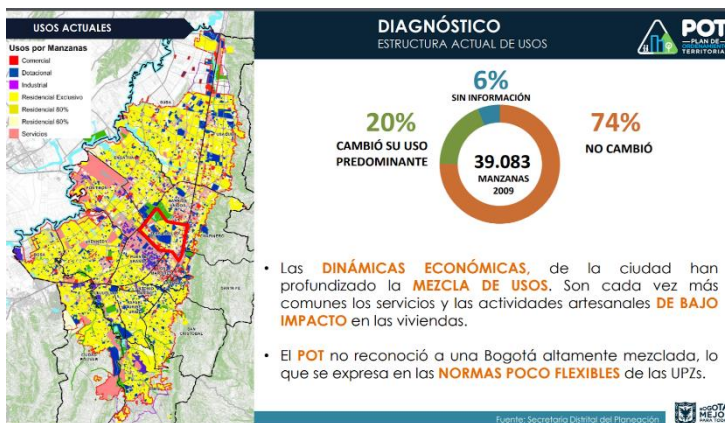 USOS ACTUALES
Usos por Manzanas
Comercial
Dotacional
Industrial
Residencial Exclusivo
Residencial 80%
Residencial 60%
Servicios
DIAGNÓSTICO
ESTRUCTURA ACTUAL DE USOS
POT
PLAN DE
ORDENAMIENTO
TERRITORIAL
6%
SIN INFORMACIÓN
20%
CAMBIÓ SU USO
PREDOMINANTE
39.083
MANZANAS
2009
74%
NO CAMBIÓ
• Las DINÁMICAS ECONÓMICAS, de la ciudad han
profundizado la MEZCLA DE USOS. Son cada vez más
comunes los servicios y las actividades artesanales DE BAJO
IMPACTO en las viviendas.
• El POT no reconoció a una Bogotá altamente mezclada, lo
que se expresa en las NORMAS POCO FLEXIBLES de las UPZs.
Fuente: Secretaría Distrital del Planeación
BOGOTÁ
MEJOR
PARA TODOS